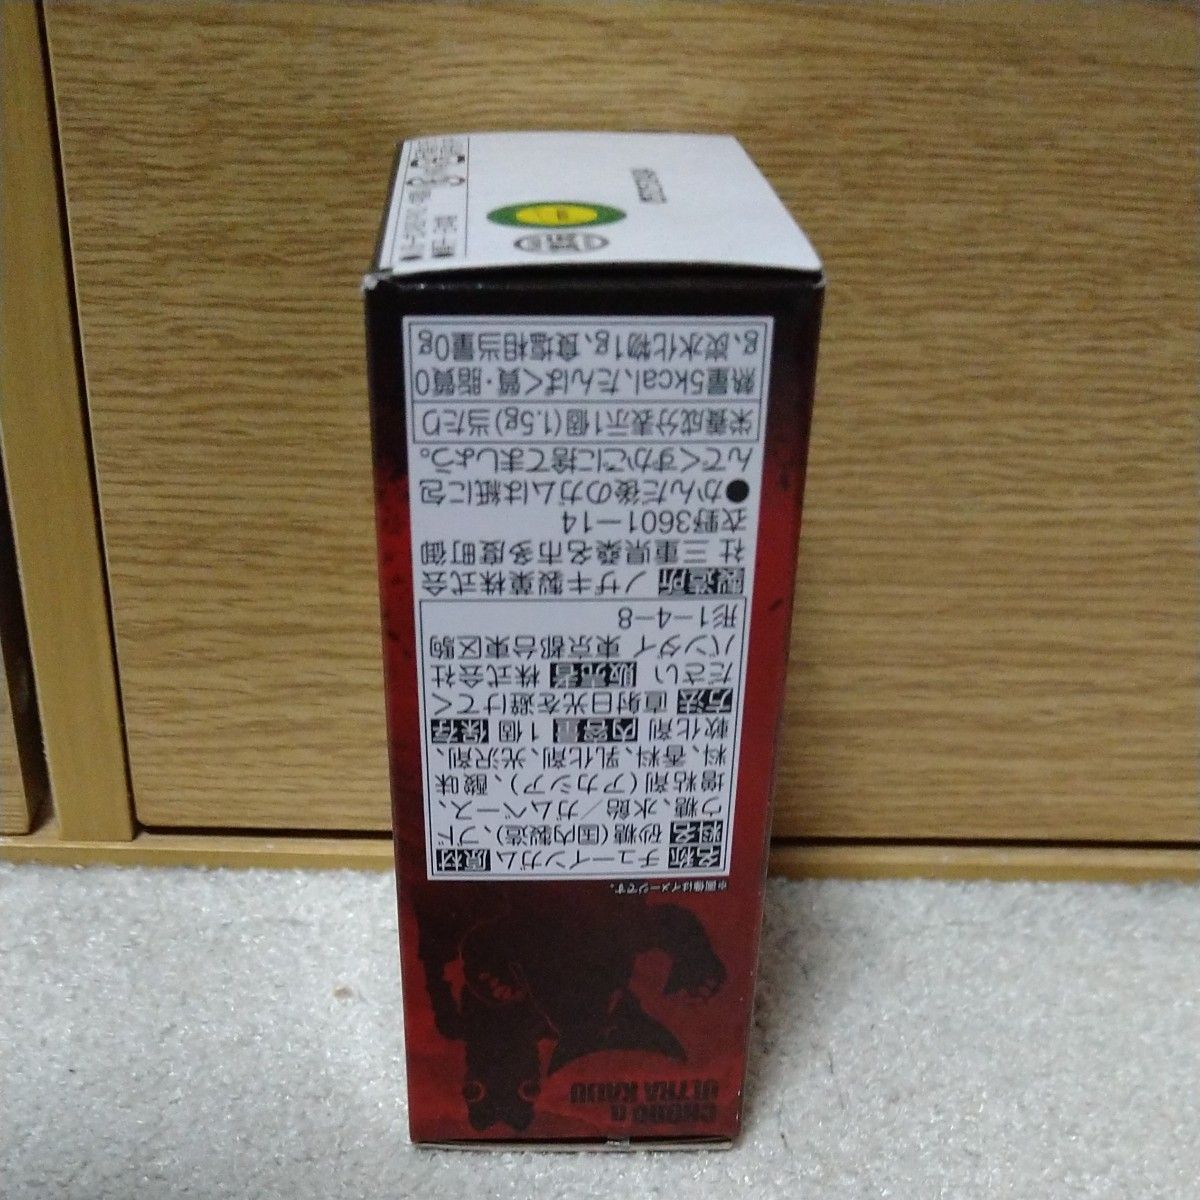 CHODO α
ULTRA KAIJU
※画像はイメージです。
名称 チューインガム 原材
料名 砂糖(国内製造)、ブド
ウ糖、水飴/ガムベース、
増粘剤(アカシア)、酸味
料、香料、乳化剤、光沢剤、
軟化剤 内容量 1個 保存
方法 直射日光を避けてく
ださい 販売者 株式会社
バンダイ 東京都台東区駒
形1-4-8
製造所 ノザキ製菓株式会
社 三重県桑名市多度町御
衣野3601-14
●かんだ後のガムは紙に包
んでくずかごに捨てましょう。
栄養成分表示1個(1.5g)当たり
熱量5kcal、たんぱく質・脂質0
g、炭水化物1g、食塩相当量0g